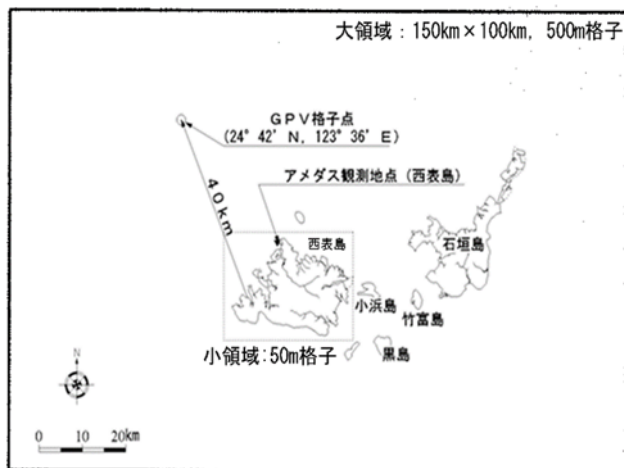 大領域：150km×100km, 500m格子
GPV格子点
(24° 42' N, 123° 36' E)
40km
アメダス観測地点（西表島）
西表島
石垣島
小浜島
竹富島
小領域:50m格子
黒島
N
0 10 20km